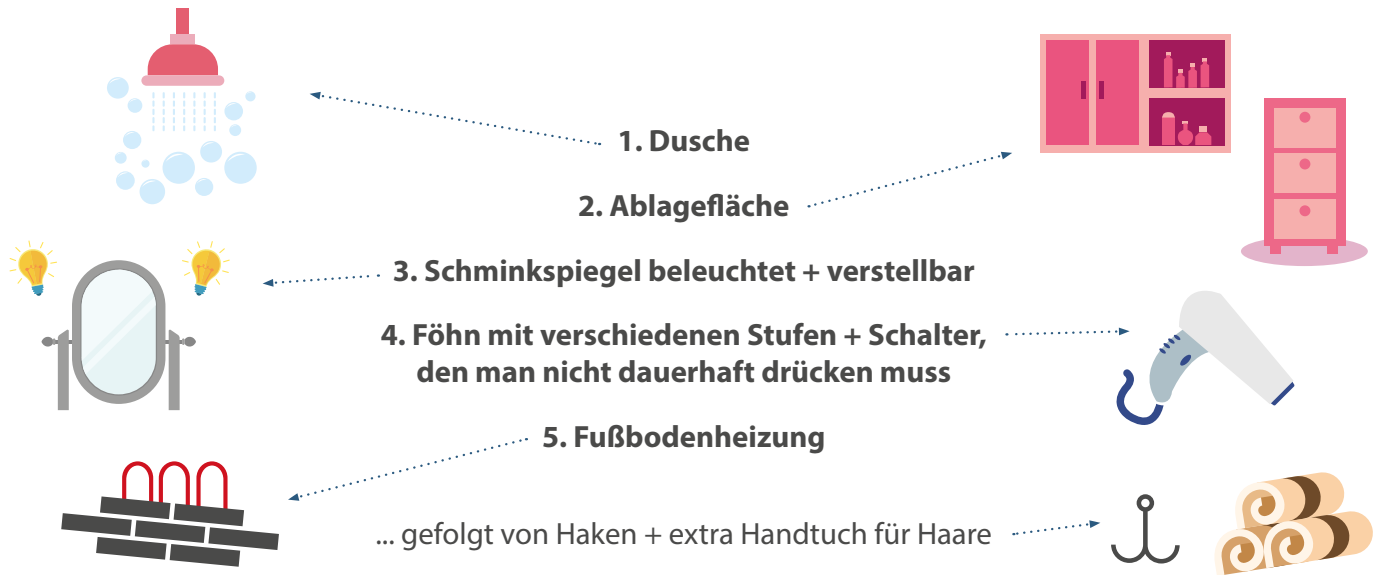 1. Dusche
2. Ablagefläche
3. Schminkspiegel beleuchtet + verstellbar
4. Föhn mit verschiedenen Stufen + Schalter,
den man nicht dauerhaft drücken muss
5. Fußbodenheizung
... gefolgt von Haken + extra Handtuch für Haare